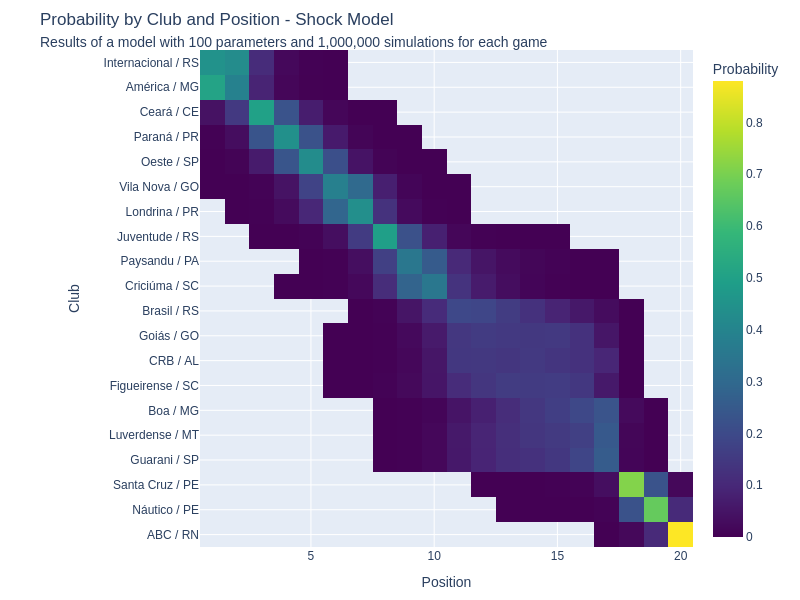 Probability by Club and Position - Shock Model
Results of a model with 100 parameters and 1,000,000 simulations for each game
Probability
Internacional / RS
América / MG
Ceará / CE
Paraná / PR
Oeste / SP
Vila Nova / GO
Londrina / PR
Juventude / RS
Paysandu / PA
Criciúma / SC
Brasil / RS
Goiás / GO
CRB / AL
Figueirense / SC
Boa / MG
Luverdense / MT
Guarani / SP
Santa Cruz / PE
Náutico / PE
ABC / RN
Club
5
10
15
20
Position
0.8
0.7
0.6
0.5
0.4
0.3
0.2
0.1
0